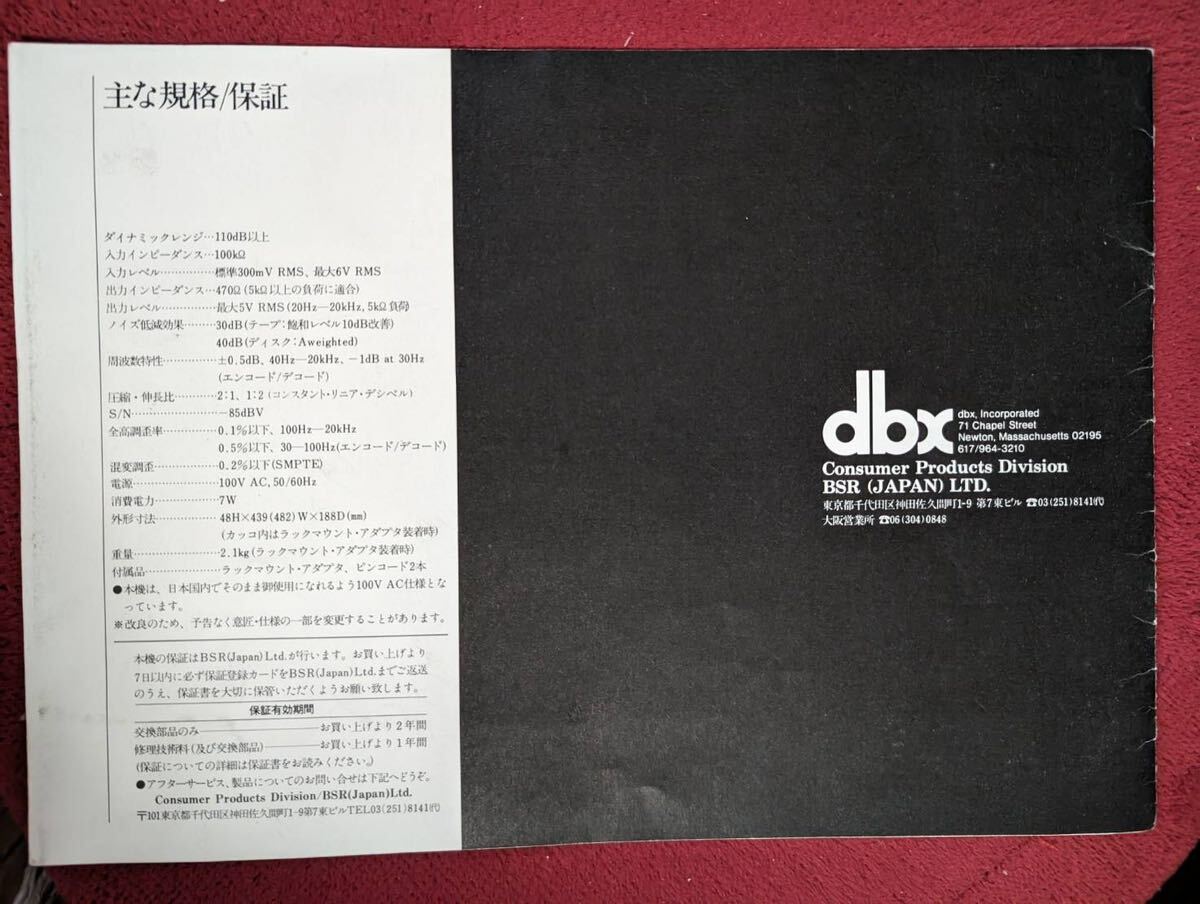 主な規格/保証
ダイナミックレンジ…110dB以上
入力インピーダンス…100kΩ
入力レベル……………標準300mV RMS、最大6V RMS
出力インピーダンス…470Ω(5kΩ以上の負荷に適合)
出力レベル……………最大5V RMS(20Hz—20kHz, 5kΩ負荷)
ノイズ低減効果………30dB(テープ:飽和レベル10dB改善)
40dB(ディスク:Aweighted)
周波数特性……………±0.5dB、40Hz—20kHz、−1dB at 30Hz
(エンコード/デコード)
圧縮・伸長比…………2:1、1:2(コンスタント・リニア・デシベル)
S/N……………………−85dBV
全高調歪率……………0.1%以下、100Hz—20kHz
0.5%以下、30—100Hz(エンコード/デコード)
混変調歪………………0.2%以下(SMPTE)
電源……………………100V AC, 50/60Hz
消費電力………………7W
外形寸法………………48H×439(482)W×188D(mm)
(カッコ内はラックマウント・アダプタ装着時)
重量……………………2.1kg(ラックマウント・アダプタ装着時)
付属品…………………ラックマウント・アダプタ、ピンコード2本
●本機は、日本国内でそのまま御使用になれるよう100V AC仕様とな
っています。
※改良のため、予告なく意匠・仕様の一部を変更することがあります。
本機の保証はBSR(Japan)Ltd.が行います。お買い上げより
7日以内に必ず保証登録カードをBSR(Japan)Ltd.までご返送
のうえ、保証書を大切に保管いただくようお願い致します。
保証有効期間
交換部品のみ————お買い上げより2年間
修理技術料(及び交換部品)————お買い上げより1年間
(保証についての詳細は保証書をお読みください。)
●アフターサービス、製品についてのお問い合せは下記へどうぞ。
Consumer Products Division/BSR(Japan)Ltd.
〒101東京都千代田区神田佐久間町1-9第7東ビルTEL03(251)8141(代)
dbx
dbx, Incorporated
71 Chapel Street
Newton, Massachusetts 02195
617/964-3210
Consumer Products Division
BSR (JAPAN) LTD.
東京都千代田区神田佐久間町1-9 第7東ビル ☎03(251)8141(代)
大阪営業所 ☎06(304)0848